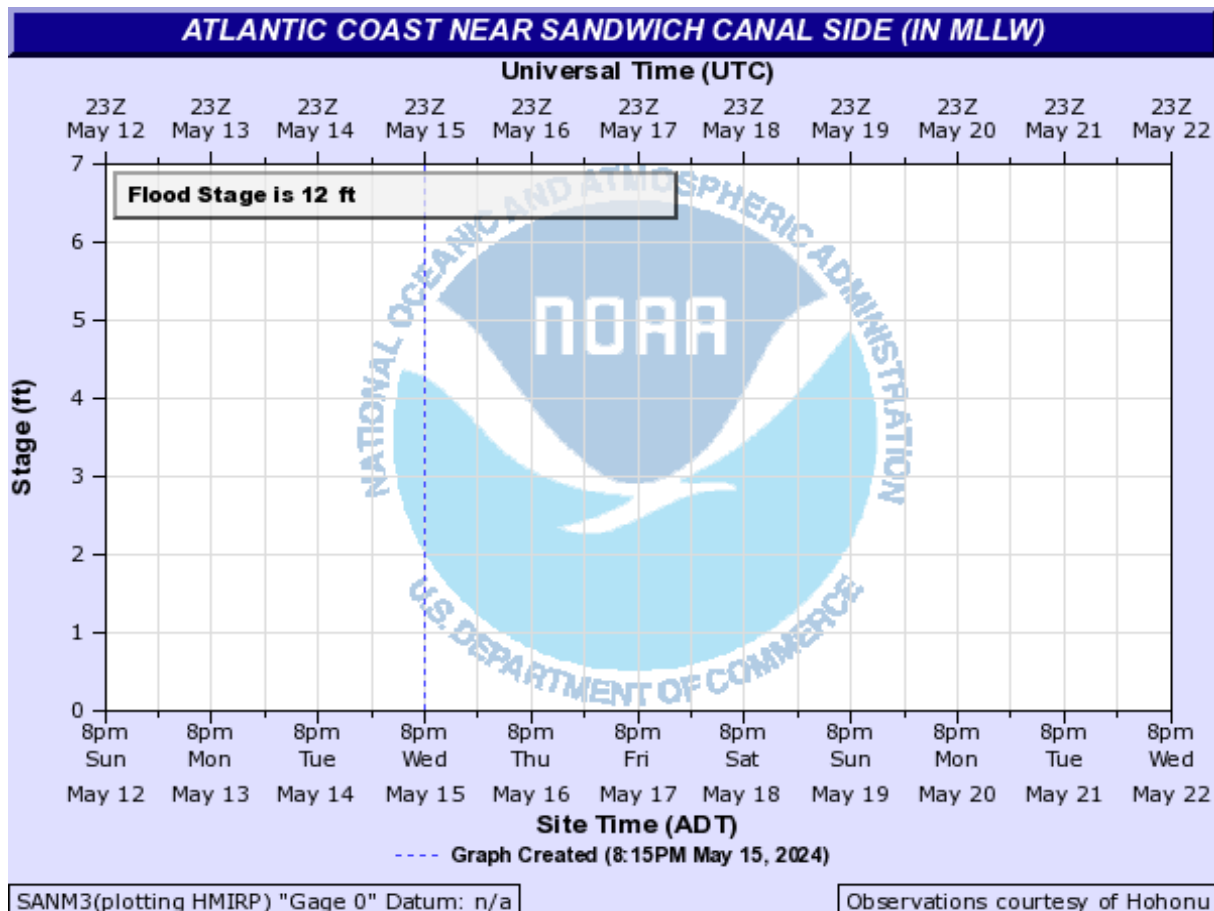 ATLANTIC COAST NEAR SANDWICH CANAL SIDE (IN MLLW)
Universal Time (UTC)
23Z 23Z 23Z 23Z 23Z 23Z 23Z 23Z 23Z 23Z 23Z
May 12 May 13 May 14 May 15 May 16 May 17 May 18 May 19 May 20 May 21 May 22
7
Flood Stage is 12 ft
6
5
4
3
2
1
0
Stage (ft)
NATIONAL OCEANIC AND ATMOSPHERIC ADMINISTRATION
NOAA
U.S. DEPARTMENT OF COMMERCE
8pm 8pm 8pm 8pm 8pm 8pm 8pm 8pm 8pm 8pm 8pm
Sun Mon Tue Wed Thu Fri Sat Sun Mon Tue Wed
May 12 May 13 May 14 May 15 May 16 May 17 May 18 May 19 May 20 May 21 May 22
Site Time (ADT)
---- Graph Created (8:15PM May 15, 2024)
SANM3(plotting HMIRP) "Gage 0" Datum: n/a
Observations courtesy of Hohonu